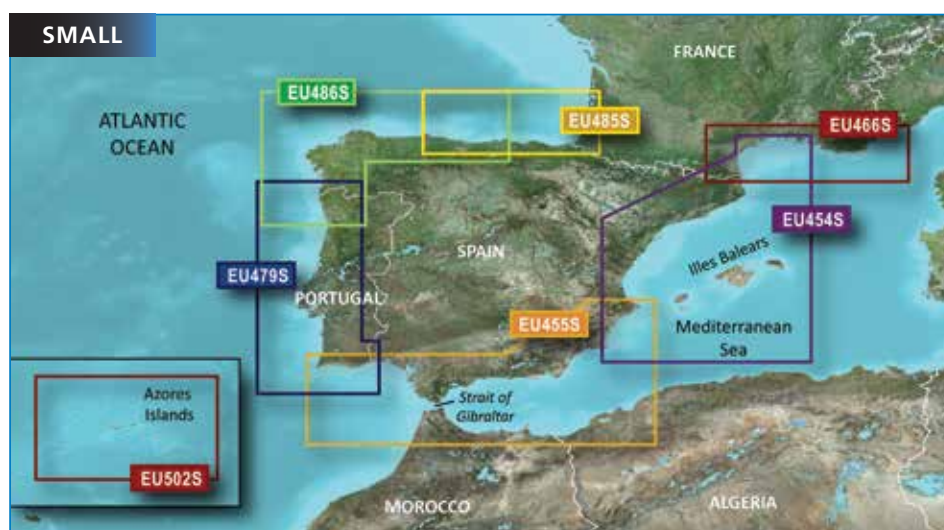 SMALL
FRANCE
EU486S
ATLANTIC
OCEAN
EU485S
EU466S
EU454S
SPAIN
Illes Balears
EU479S
PORTUGAL
EU455S
Mediterranean
Sea
Azores
Islands
Strait of
Gibraltar
EU502S
MOROCCO
ALGERIA